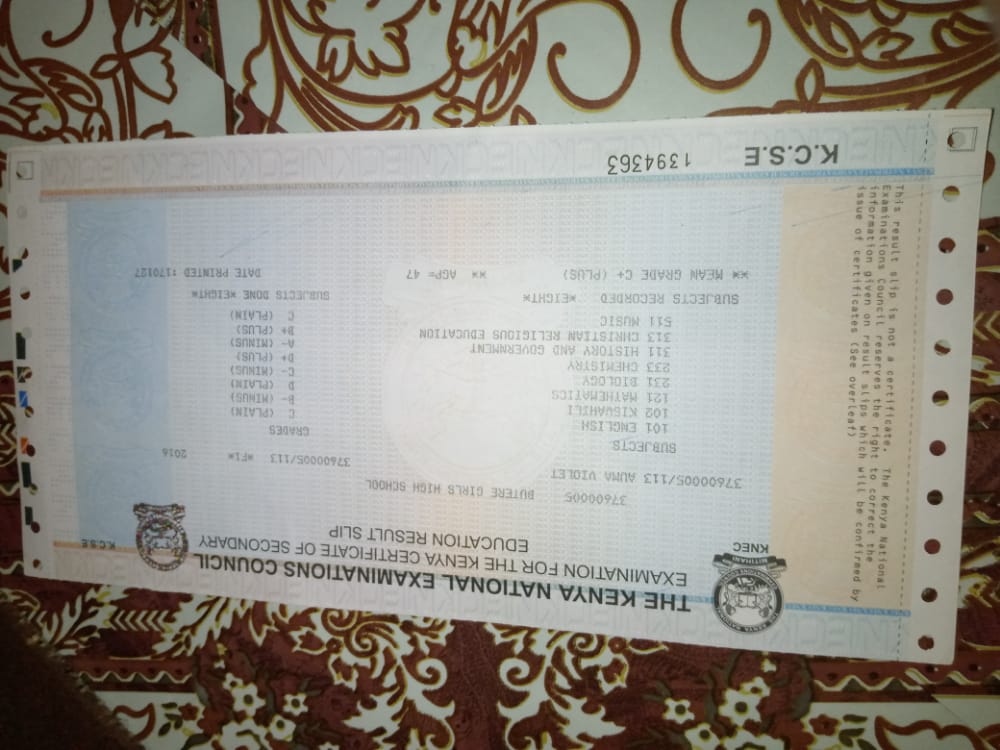 THE KENYA NATIONAL EXAMINATIONS COUNCIL
EXAMINATION FOR THE KENYA CERTIFICATE OF SECONDARY
EDUCATION RESULT SLIP
KNEC
K.C.S.E
37600005 BUTERE GIRLS HIGH SCHOOL
37600005/113 AUMA VIOLET 37600005/113 *F1* 2016
SUBJECTS GRADES
101 ENGLISH C (PLAIN)
102 KISWAHILI B- (MINUS)
121 MATHEMATICS D (PLAIN)
231 BIOLOGY C- (MINUS)
233 CHEMISTRY D+ (PLUS)
311 HISTORY AND GOVERNMENT A- (MINUS)
313 CHRISTIAN RELIGIOUS EDUCATION B+ (PLUS)
511 MUSIC C (PLAIN)
SUBJECTS RECORDED *EIGHT* SUBJECTS DONE *EIGHT*
** MEAN GRADE C+ (PLUS) ** AGP= 47 DATE PRINTED :170127
K.C.S.E 1394363
This result slip is not a certificate. The Kenya National
Examinations Council reserves the right to correct the
information given on result slips which will be confirmed by
issue of certificates (See overleaf)